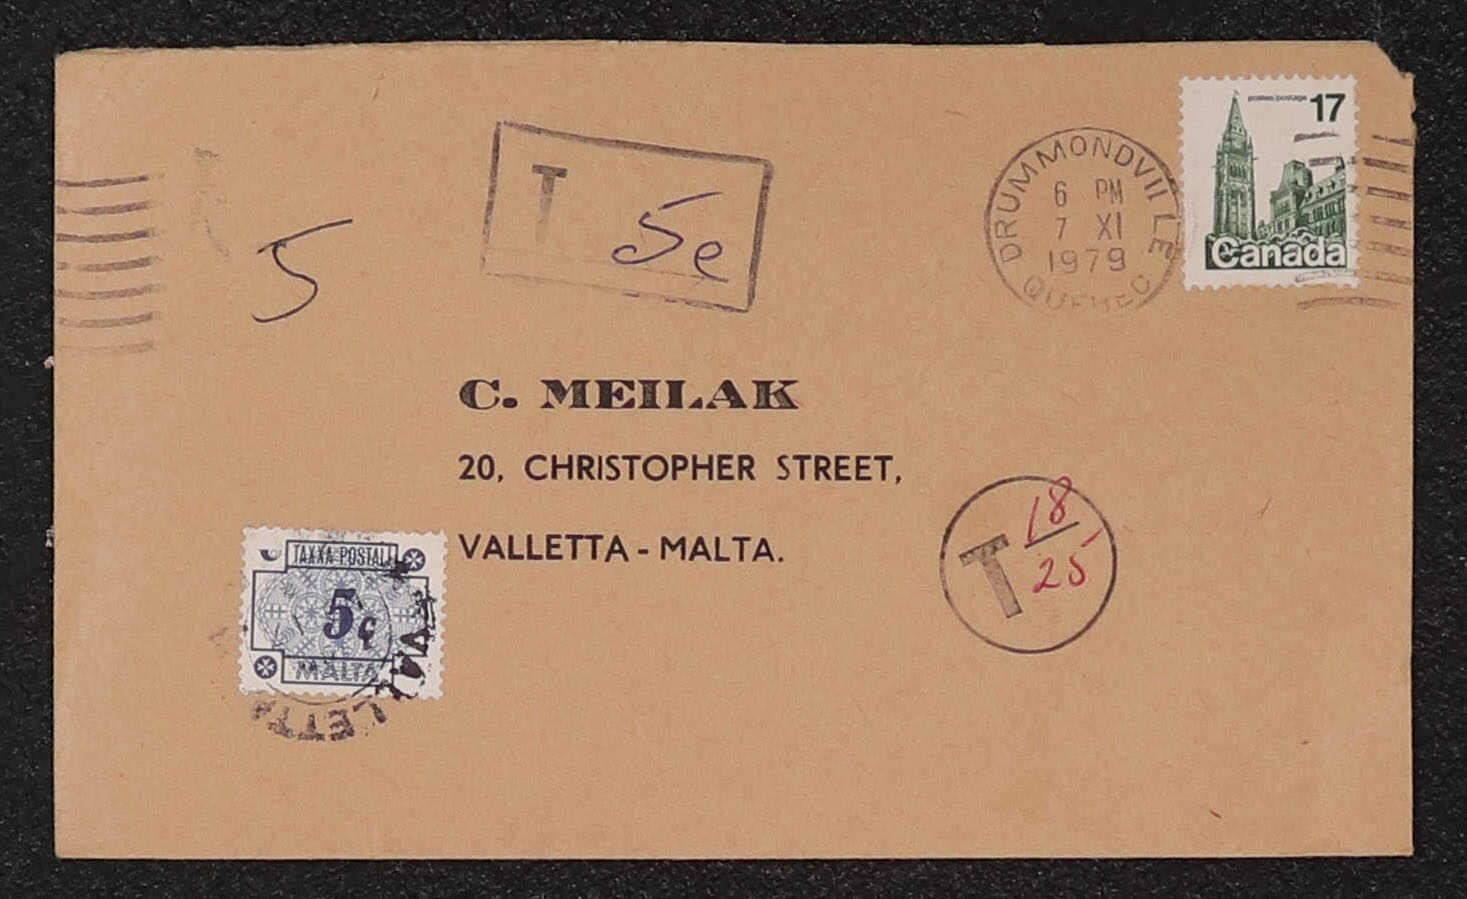 postes/postage 17
Canada
DRUMMONDVILLE
6 PM
7 XI
1979
QUEBEC
T 5c
5
C. MEILAK
20, CHRISTOPHER STREET,
VALLETTA - MALTA.
T 18
25
TAXXA POSTALI
5c
MALTA
VALLETTA